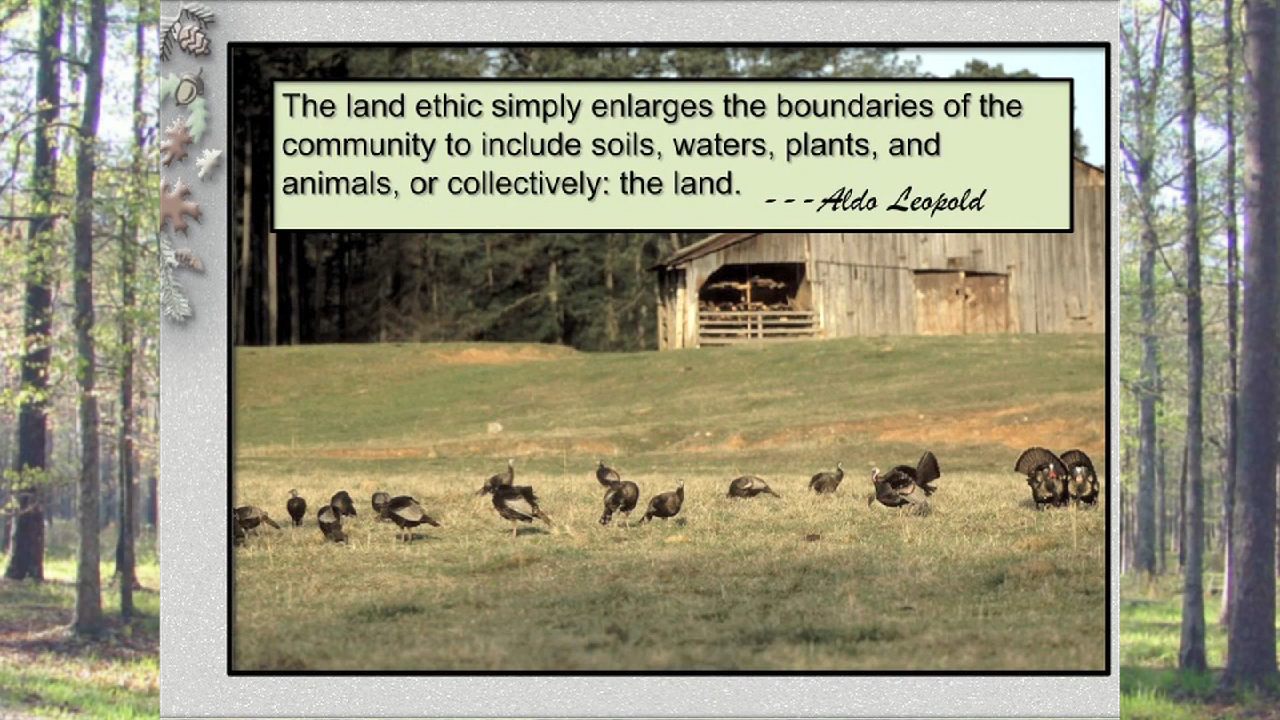 The land ethic simply enlarges the boundaries of the
community to include soils, waters, plants, and
animals, or collectively: the land.
---Aldo Leopold